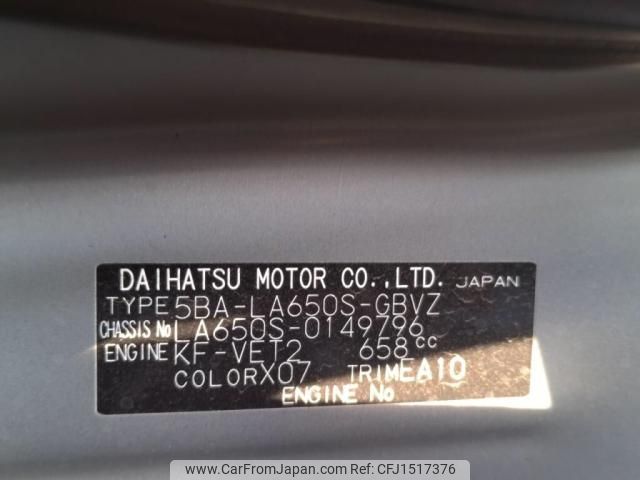 DAIHATSU MOTOR CO.,LTD. JAPAN
TYPE 5BA-LA650S-GBVZ
CHASSIS No LA650S-0149796
ENGINE KF-VET2 658cc
COLOR X07 TRIM EA10
ENGINE No
www.CarFromJapan.com CFJ1517376